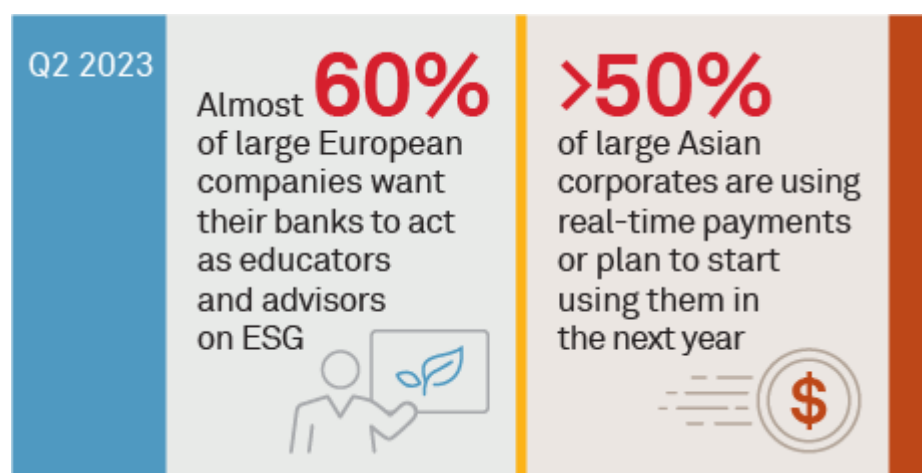 Q2 2023
Almost 60%
of large European
companies want
their banks to act
as educators
and advisors
on ESG
>50%
of large Asian
corporates are using
real-time payments
or plan to start
using them in
the next year
$